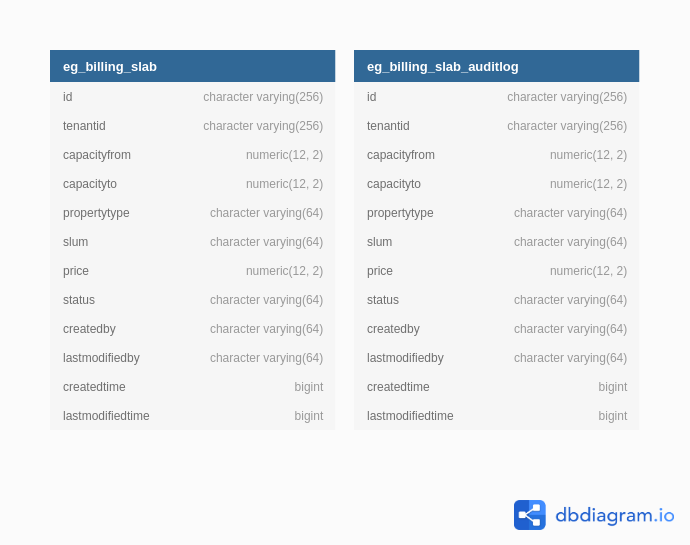 eg_billing_slab
id character varying(256)
tenantid character varying(256)
capacityfrom numeric(12, 2)
capacityto numeric(12, 2)
propertytype character varying(64)
slum character varying(64)
price numeric(12, 2)
status character varying(64)
createdby character varying(64)
lastmodifiedby character varying(64)
createdtime bigint
lastmodifiedtime bigint
eg_billing_slab_auditlog
id character varying(256)
tenantid character varying(256)
capacityfrom numeric(12, 2)
capacityto numeric(12, 2)
propertytype character varying(64)
slum character varying(64)
price numeric(12, 2)
status character varying(64)
createdby character varying(64)
lastmodifiedby character varying(64)
createdtime bigint
lastmodifiedtime bigint
dbdiagram.io